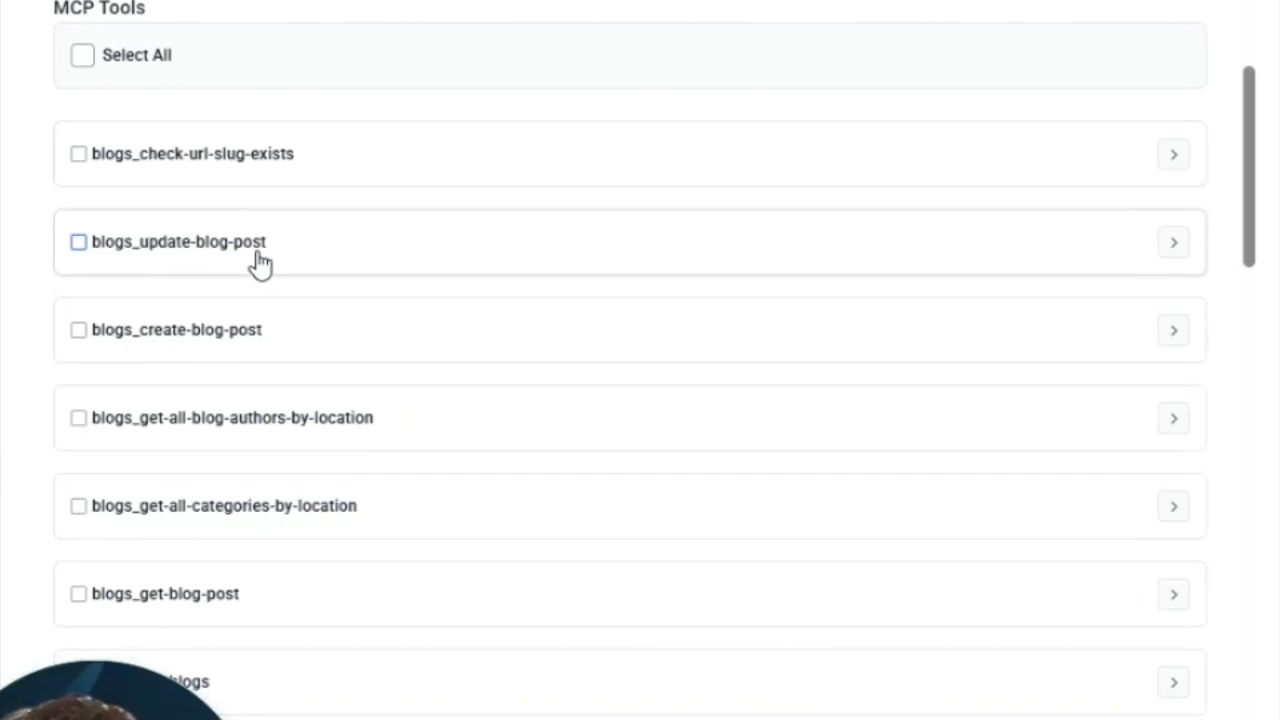 MCP Tools
Select All
blogs_check-url-slug-exists
blogs_update-blog-post
blogs_create-blog-post
blogs_get-all-blog-authors-by-location
blogs_get-all-categories-by-location
blogs_get-blog-post
blogs